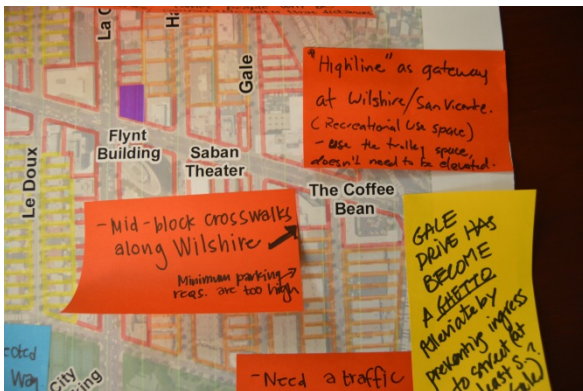 La C
Gale
"Highline" as gateway
at Wilshire/San Vicente.
(Recreational Use space)
- Use the trolley space,
doesn't need to be elevated.
Flynt
Building
Saban
Theater
Le Doux
The Coffee
Bean
- Mid-block crosswalks
along Wilshire
Minimum parking
reqs. are too high
GALE
DRIVE HAS
BECOME
A GHETTO
Alleviate by
preventing ingress
to street at
- Need a traffic
Way
City